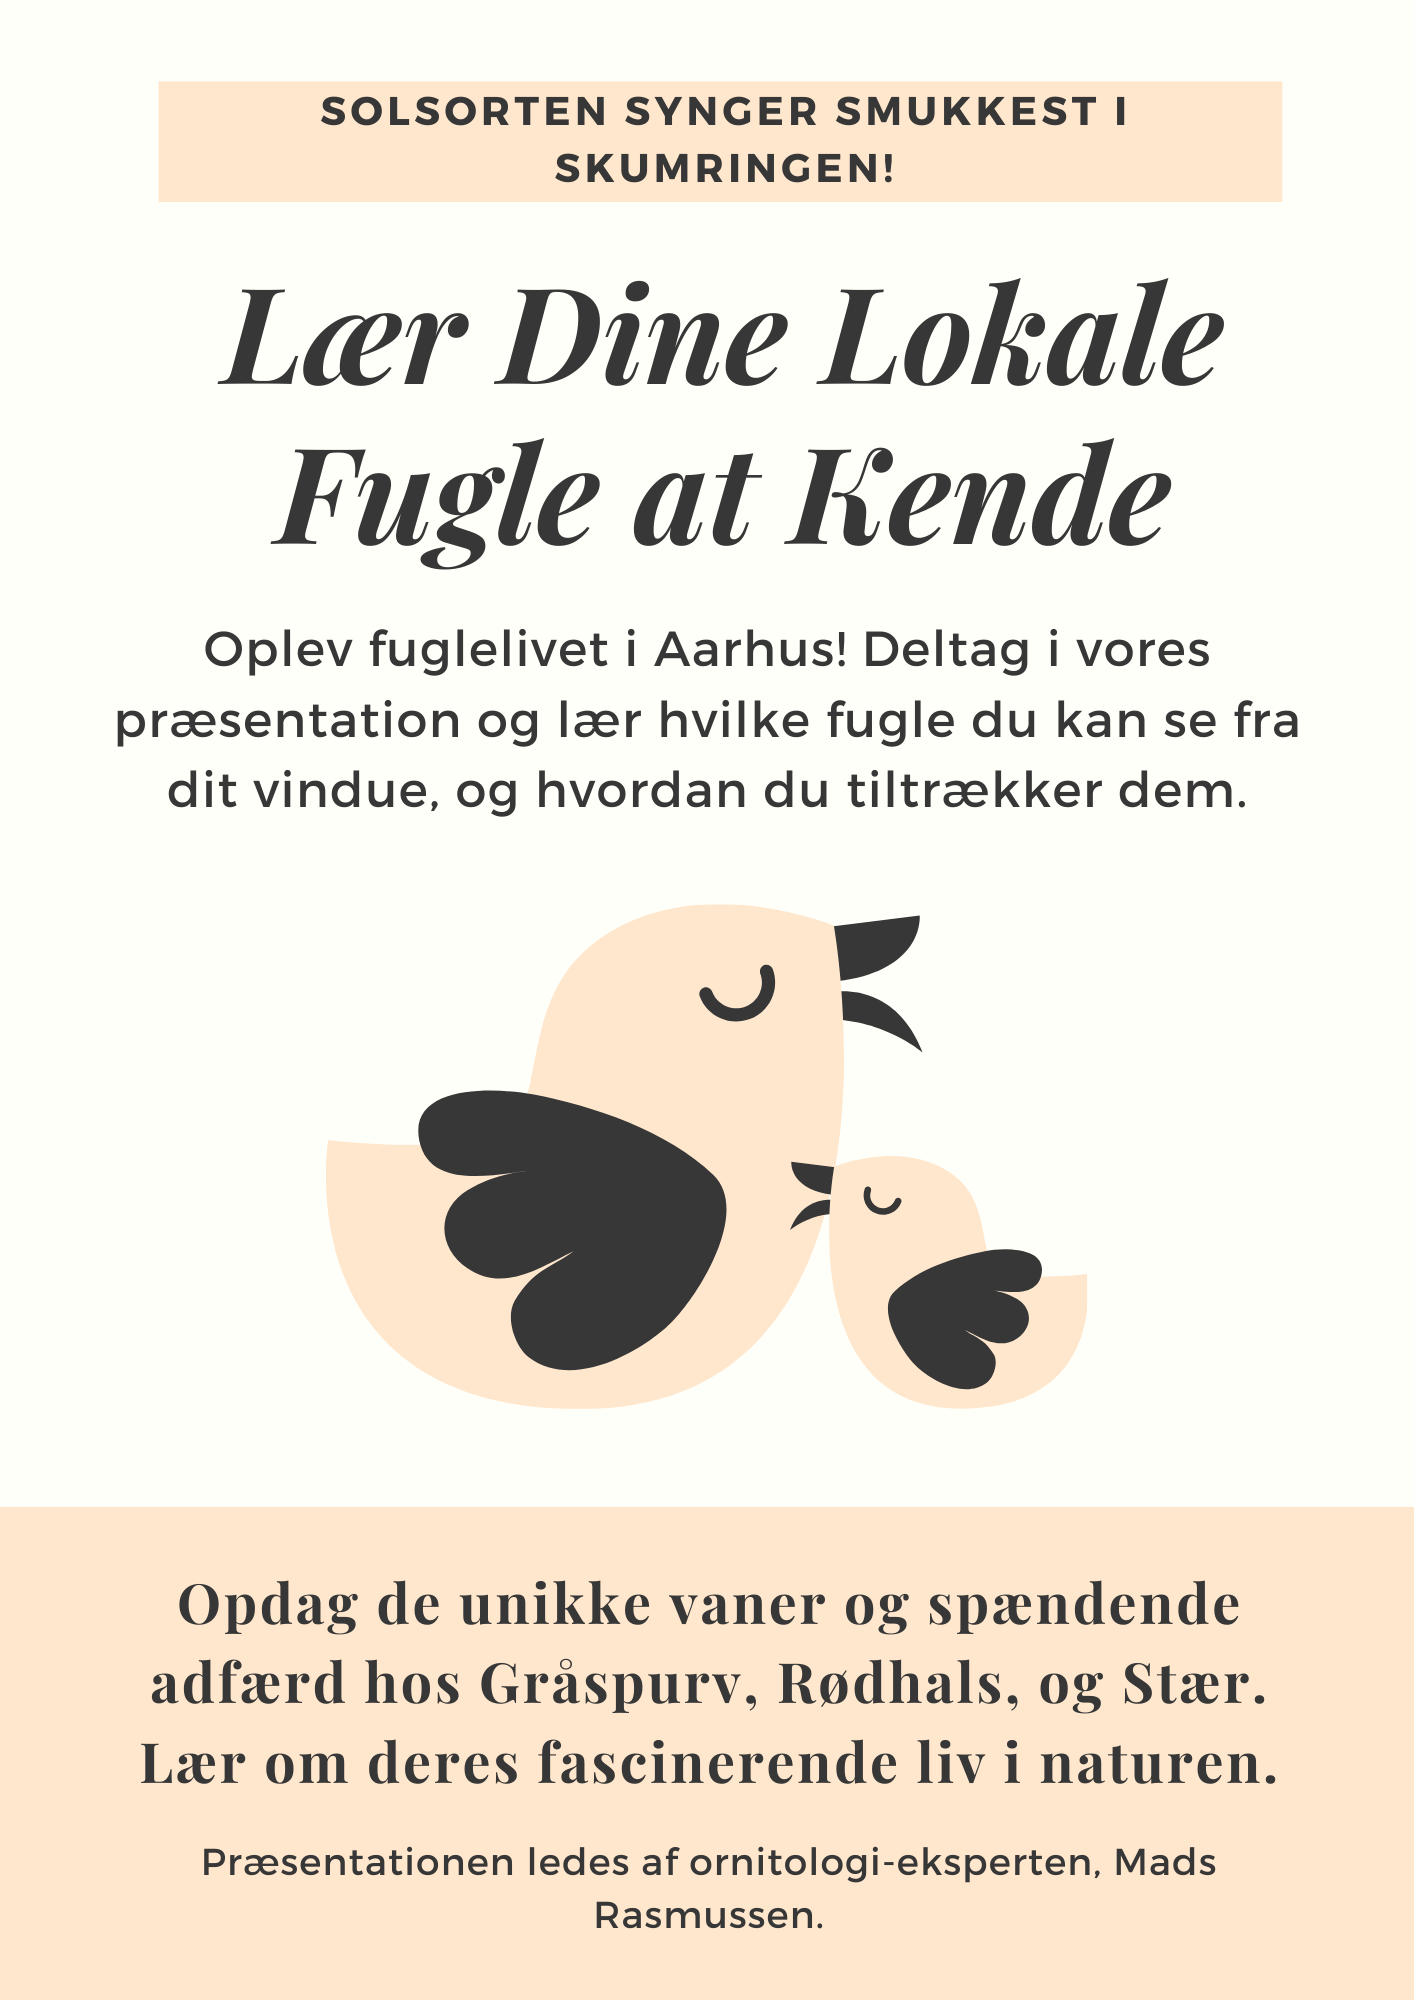 SOLSORTEN SYNGER SMUKKEST I
SKUMRINGEN!
Lær Dine Lokale
Fugle at Kende
Oplev fuglelivet i Aarhus! Deltag i vores
præsentation og lær hvilke fugle du kan se fra
dit vindue, og hvordan du tiltrækker dem.
Opdag de unikke vaner og spændende
adfærd hos Gråspurv, Rødhals, og Stær.
Lær om deres fascinerende liv i naturen.
Præsentationen ledes af ornitologi-eksperten, Mads
Rasmussen.